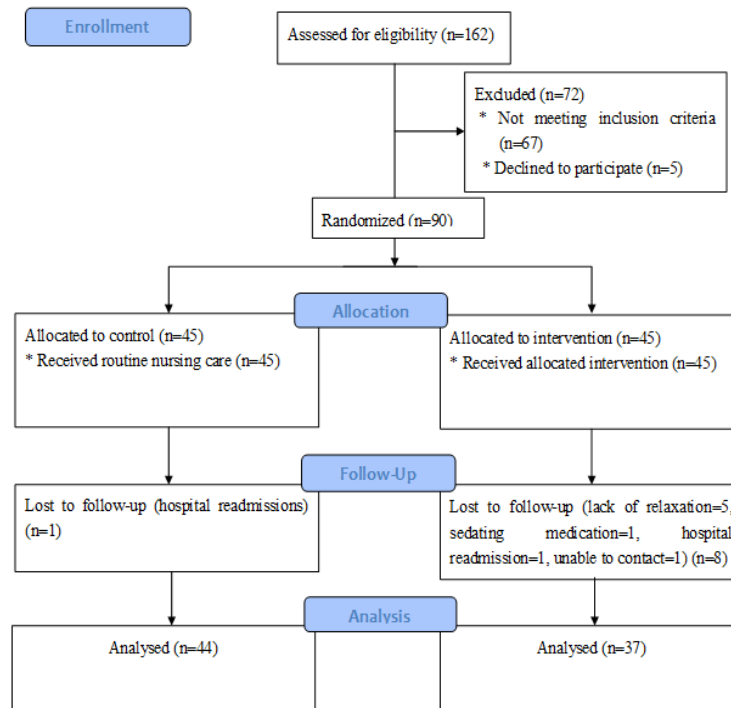 Enrollment
Assessed for eligibility (n=162)
Excluded (n=72)
* Not meeting inclusion criteria
(n=67)
* Declined to participate (n=5)
Randomized (n=90)
Allocation
Allocated to control (n=45)
* Received routine nursing care (n=45)
Allocated to intervention (n=45)
* Received allocated intervention (n=45)
Follow-Up
Lost to follow-up (hospital readmissions)
(n=1)
Lost to follow-up (lack of relaxation=5,
sedating medication=1, hospital
readmission=1, unable to contact=1) (n=8)
Analysis
Analysed (n=44)
Analysed (n=37)